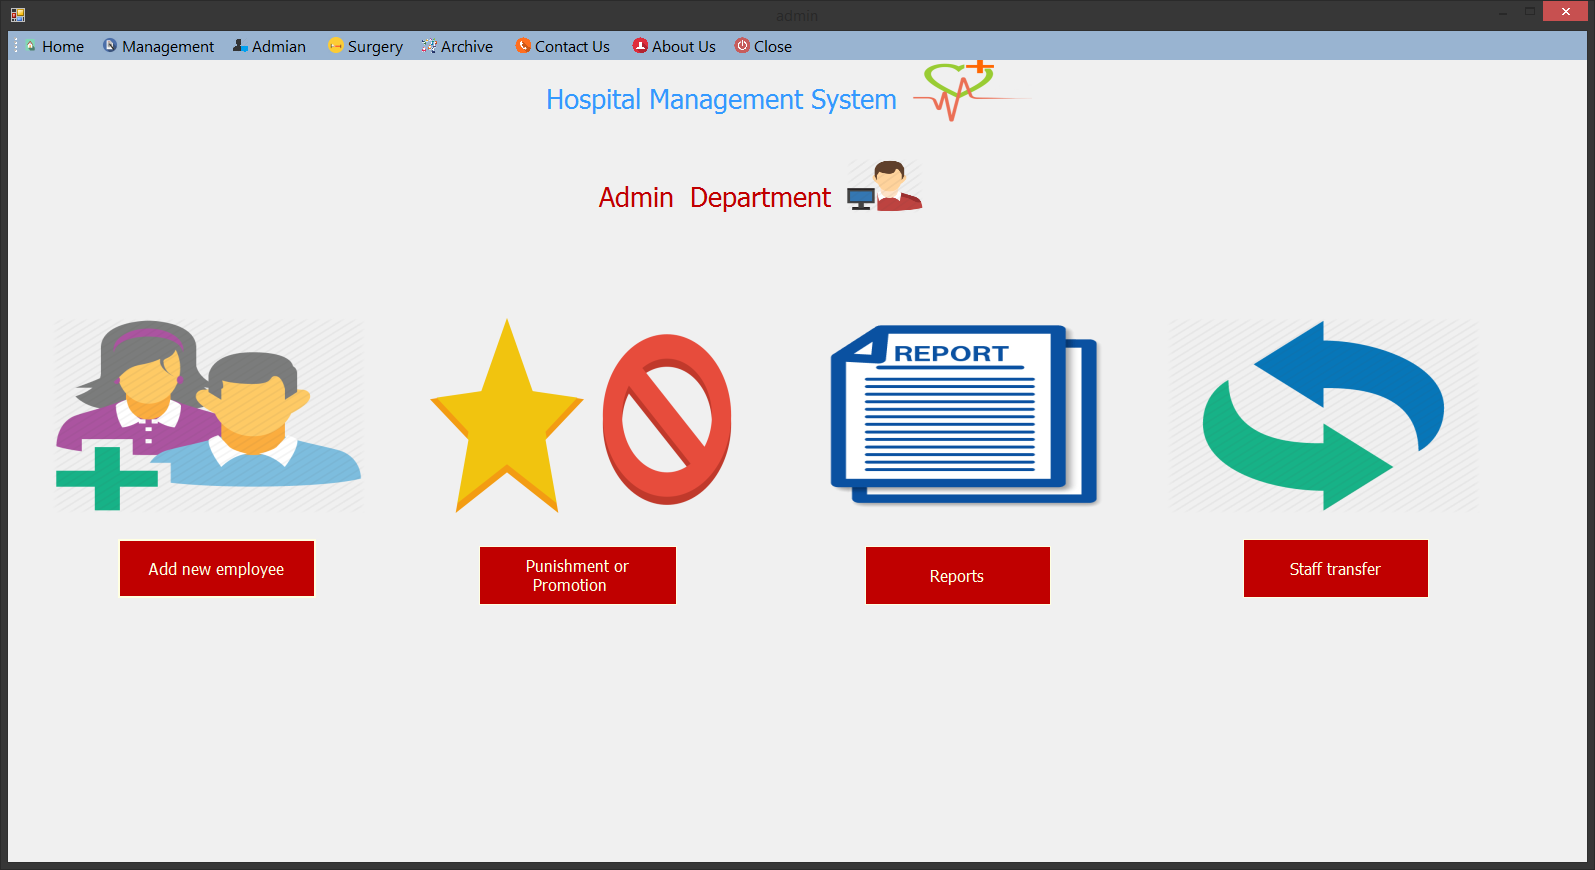 admin
Home Management Admian Surgery Archive Contact Us About Us Close
Hospital Management System
Admin Department
REPORT
Add new employee
Punishment or
Promotion
Reports
Staff transfer